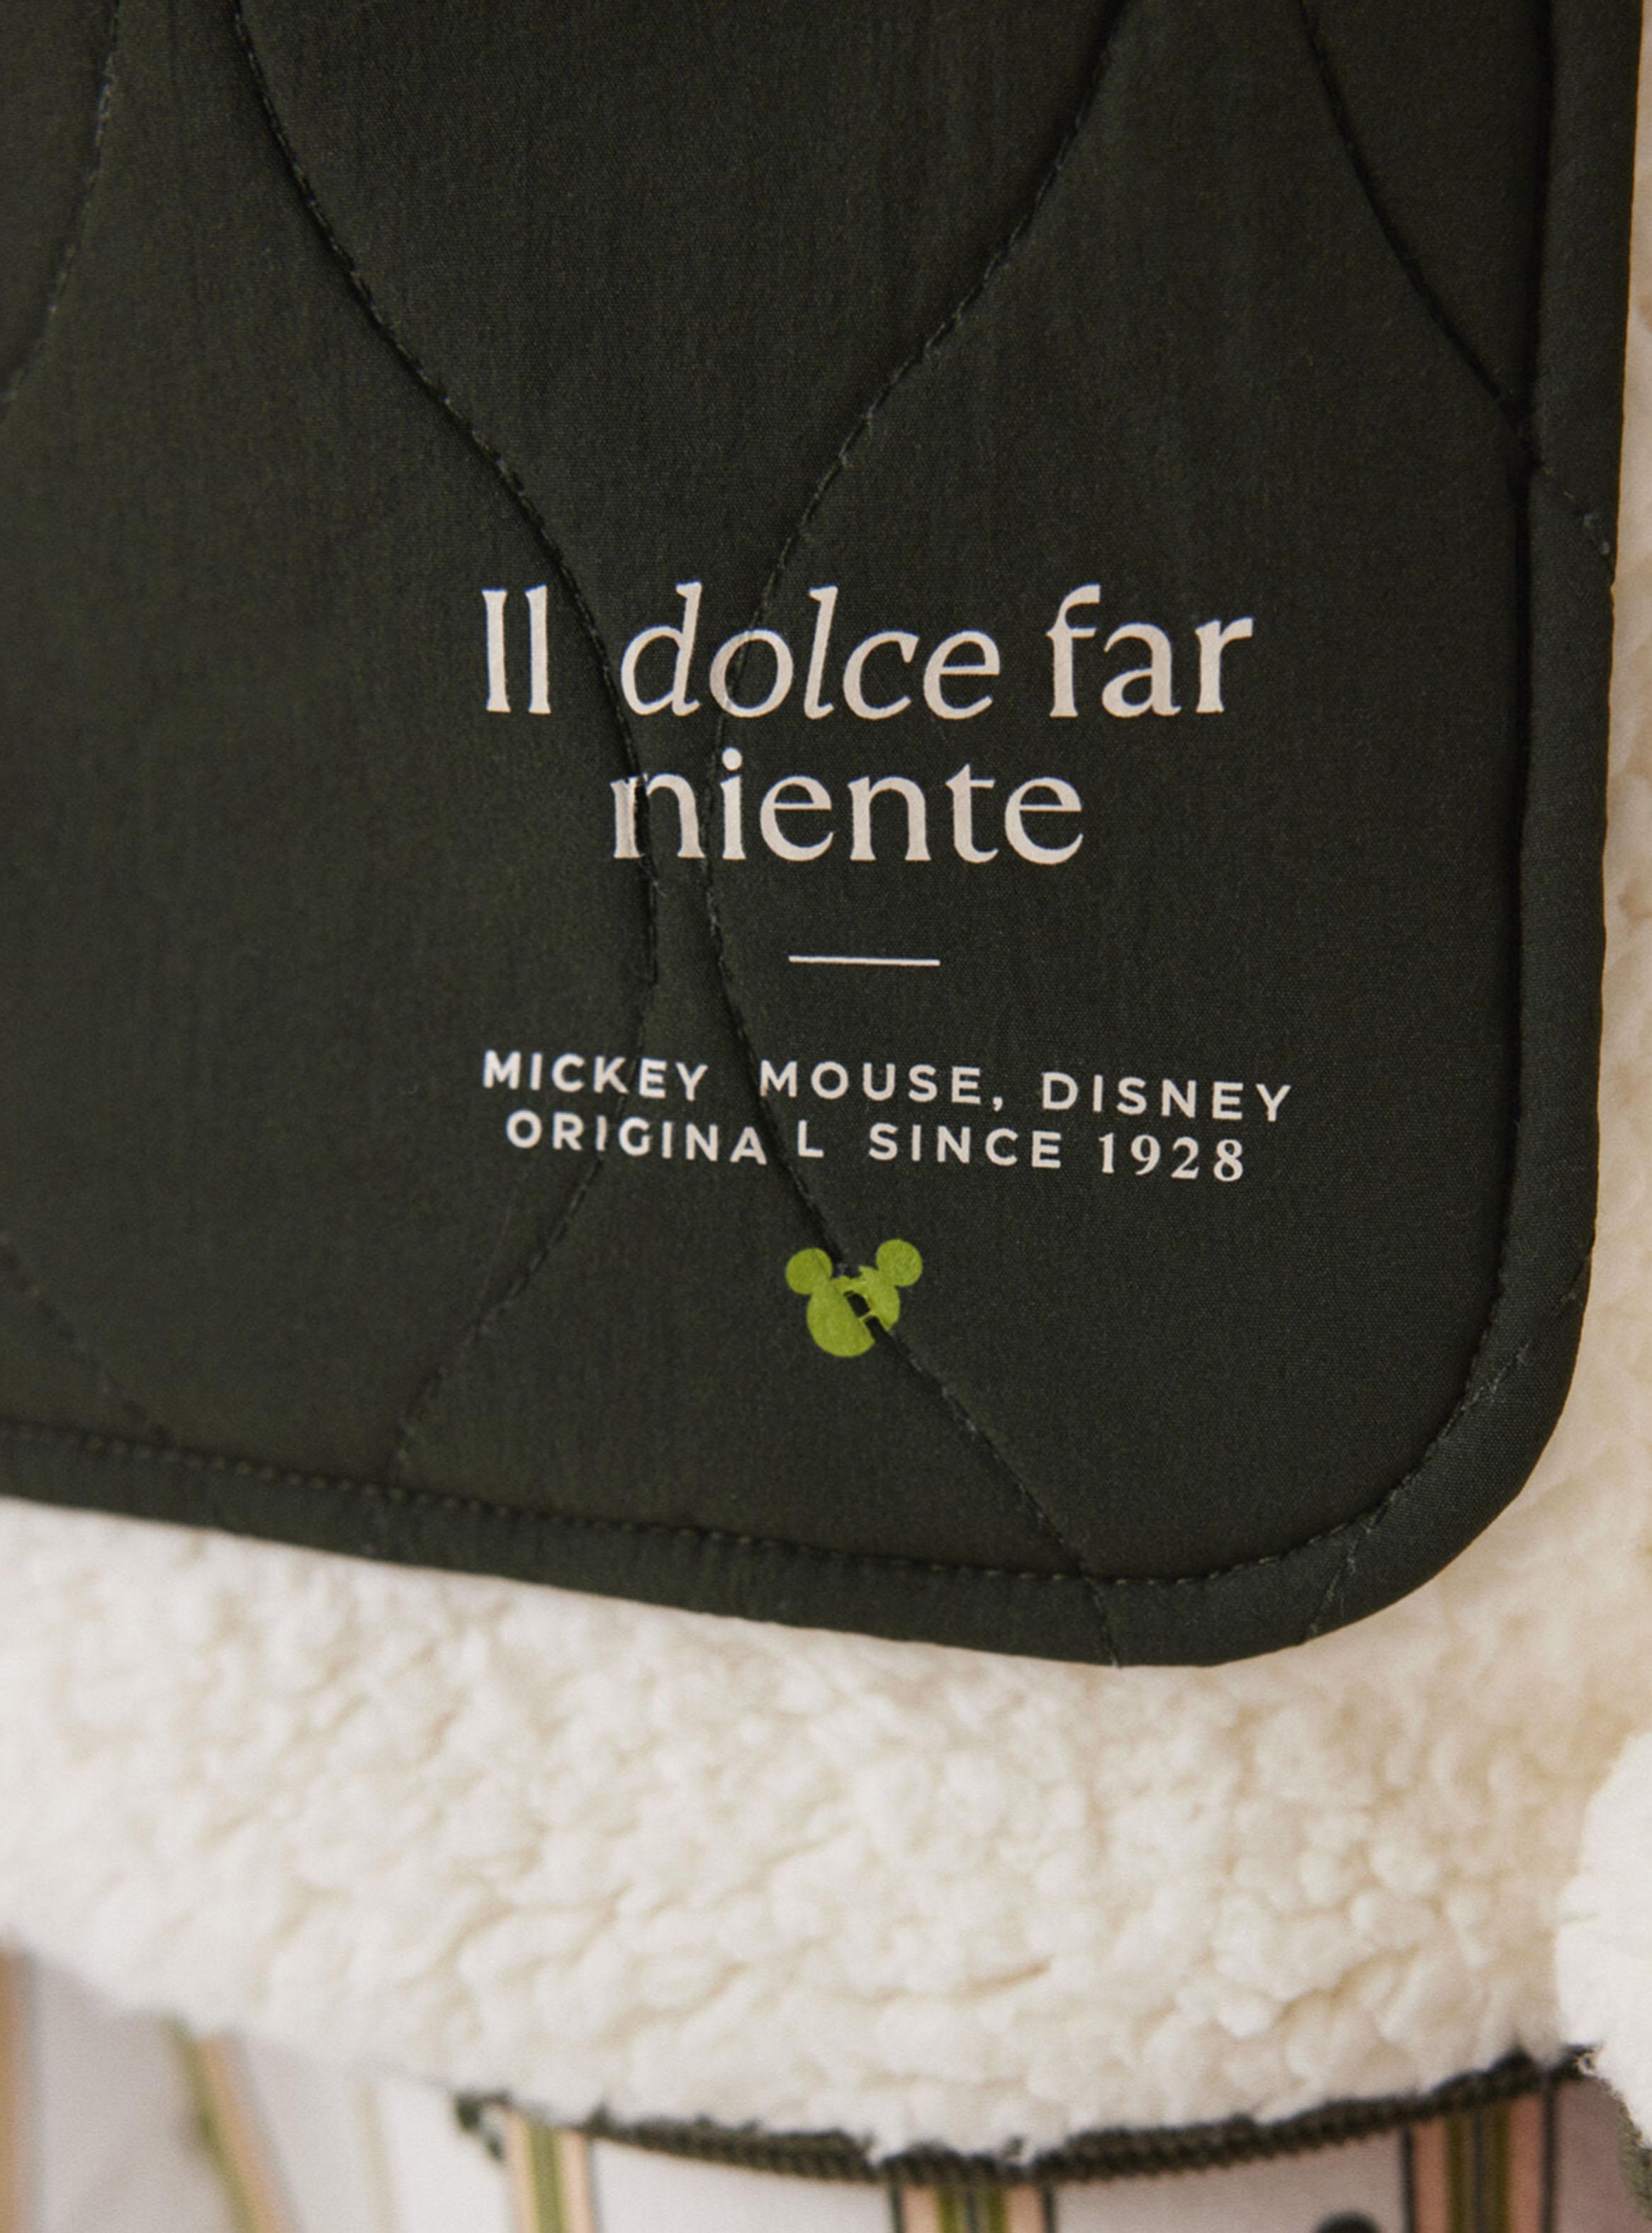 Il dolce far
niente
MICKEY MOUSE, DISNEY
ORIGINAL SINCE 1928